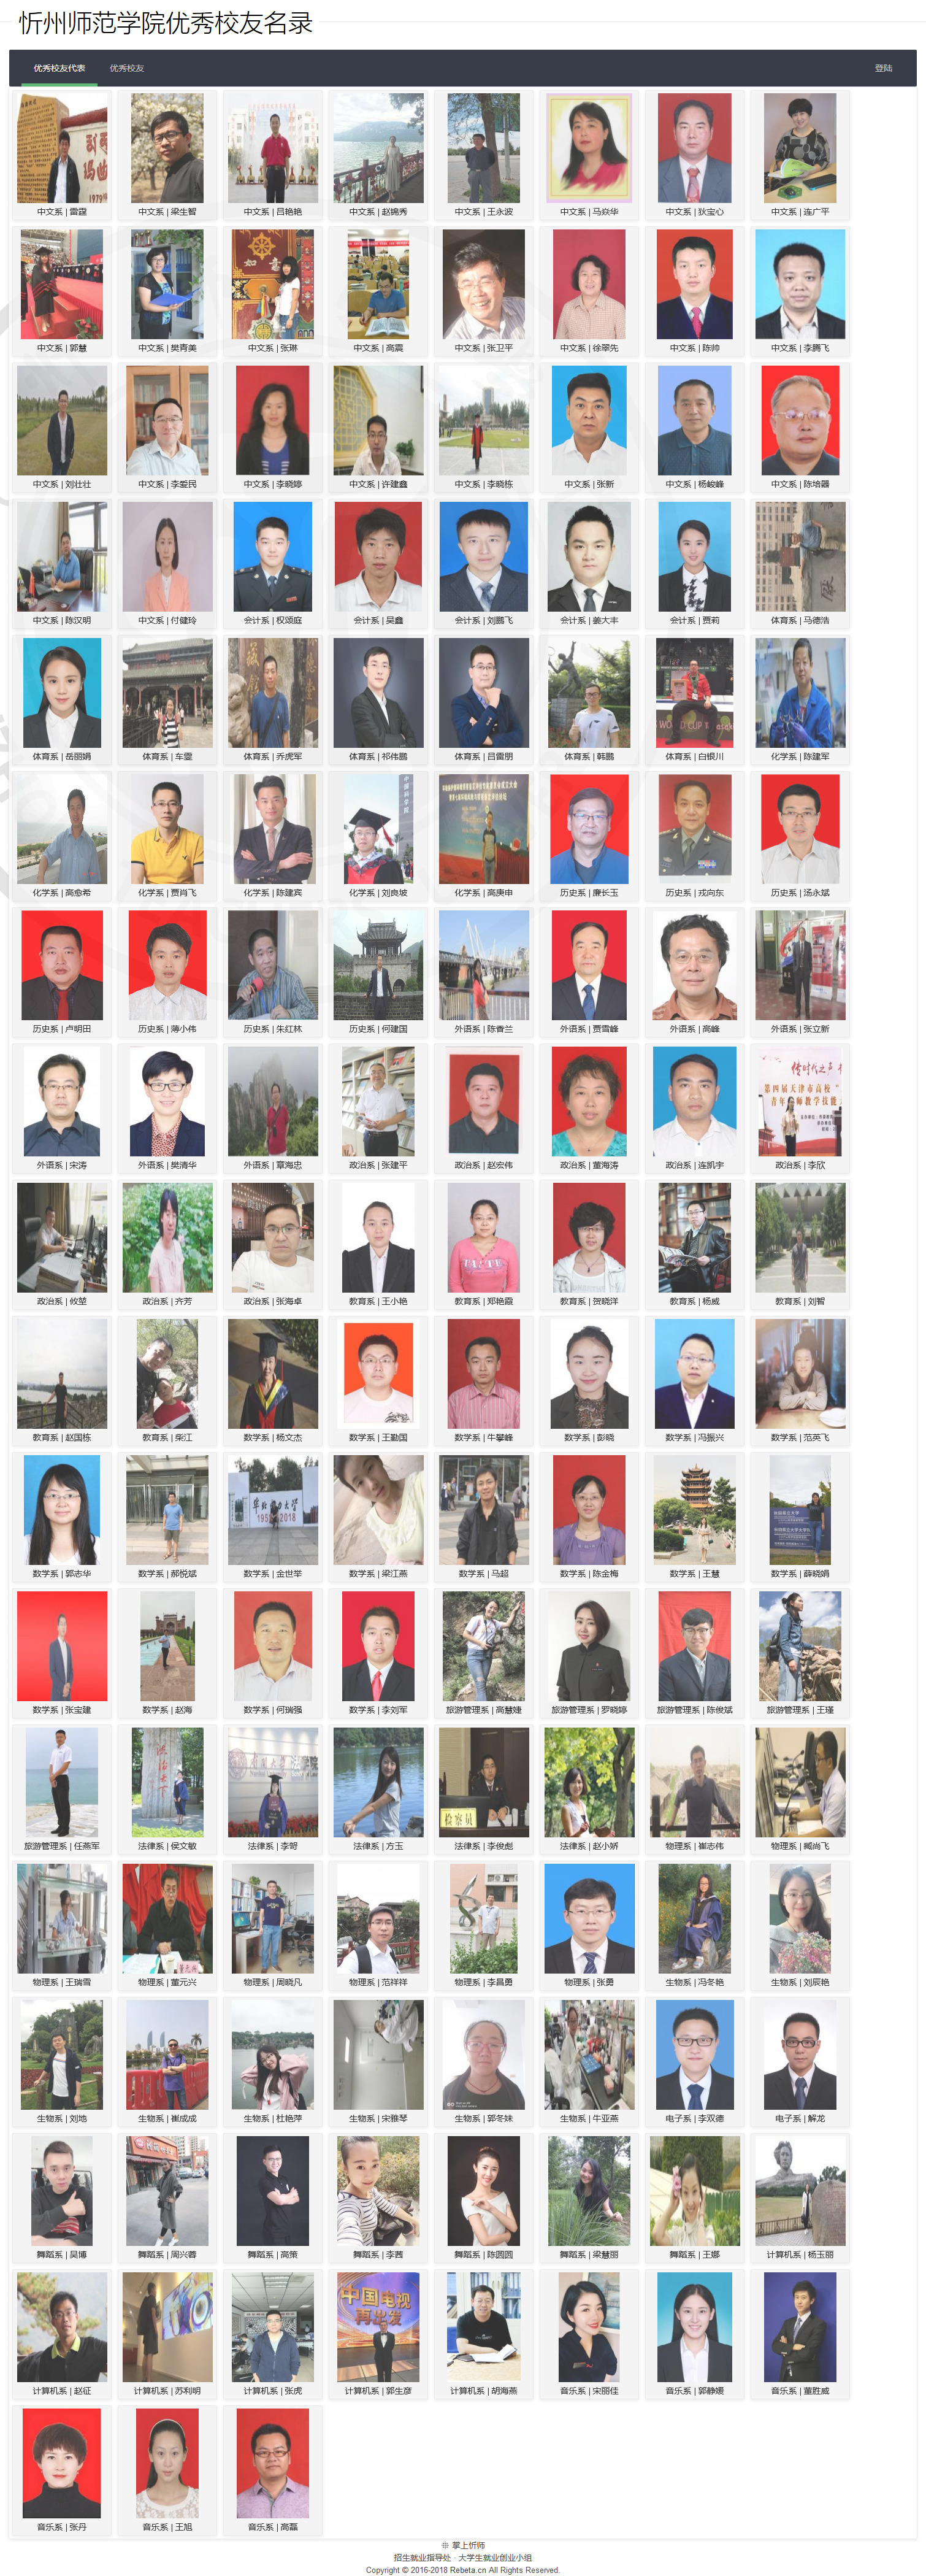 忻州师范学院优秀校友名录
优秀校友代表 优秀校友 登陆
中文系 | 雷霆 中文系 | 梁生智 中文系 | 吕艳艳 中文系 | 赵锦秀 中文系 | 王永波 中文系 | 马焱华 中文系 | 狄宝心 中文系 | 连广平
中文系 | 郭慧 中文系 | 樊青美 中文系 | 张琳 中文系 | 高震 中文系 | 张卫平 中文系 | 徐翠先 中文系 | 陈帅 中文系 | 李腾飞
中文系 | 刘壮壮 中文系 | 李爱民 中文系 | 李晓婷 中文系 | 许建鑫 中文系 | 李晓栋 中文系 | 张新 中文系 | 杨峻峰 中文系 | 陈培器
中文系 | 陈汉明 中文系 | 付健玲 会计系 | 权颂庭 会计系 | 吴鑫 会计系 | 刘鹏飞 会计系 | 姜大丰 会计系 | 贾莉 体育系 | 马德浩
体育系 | 岳丽娟 体育系 | 车雯 体育系 | 乔虎军 体育系 | 祁伟鹏 体育系 | 吕雷朋 体育系 | 韩鹏 体育系 | 白银川 化学系 | 陈建军
化学系 | 高愈希 化学系 | 贾肖飞 化学系 | 陈建宾 化学系 | 刘良坡 化学系 | 高庚申 历史系 | 廉长玉 历史系 | 戎向东 历史系 | 汤永斌
历史系 | 卢明田 历史系 | 薄小伟 历史系 | 朱红林 历史系 | 何建国 外语系 | 陈香兰 外语系 | 贾雪峰 外语系 | 高峰 外语系 | 张立新
外语系 | 宋涛 外语系 | 樊清华 外语系 | 章海忠 政治系 | 张建平 政治系 | 赵宏伟 政治系 | 董海涛 政治系 | 连凯宇 政治系 | 李欣
政治系 | 攸堃 政治系 | 齐芳 政治系 | 张海卓 教育系 | 王小艳 教育系 | 郑艳霞 教育系 | 贺晓洋 教育系 | 杨威 教育系 | 刘智
教育系 | 赵国栋 教育系 | 柴江 数学系 | 杨文杰 数学系 | 王勤国 数学系 | 牛攀峰 数学系 | 彭晓 数学系 | 冯振兴 数学系 | 范英飞
数学系 | 郭志华 数学系 | 郝悦斌 数学系 | 金世举 数学系 | 梁江燕 数学系 | 马超 数学系 | 陈金梅 数学系 | 王慧 数学系 | 薛晓娟
数学系 | 张宝建 数学系 | 赵海 数学系 | 何瑞强 数学系 | 李刘军 旅游管理系 | 高慧婕 旅游管理系 | 罗晓婷 旅游管理系 | 陈俊斌 旅游管理系 | 王瑾
旅游管理系 | 任燕军 法律系 | 侯文敏 法律系 | 李哿 法律系 | 方玉 法律系 | 李俊彪 法律系 | 赵小娇 物理系 | 崔志伟 物理系 | 臧尚飞
物理系 | 王瑞雪 物理系 | 董元兴 物理系 | 周晓凡 物理系 | 范祥祥 物理系 | 李昌勇 物理系 | 张勇 生物系 | 冯冬艳 生物系 | 刘辰艳
生物系 | 刘地 生物系 | 崔成成 生物系 | 杜艳萍 生物系 | 宋雅琴 生物系 | 郭冬妹 生物系 | 牛亚燕 电子系 | 李双德 电子系 | 解龙
舞蹈系 | 吴博 舞蹈系 | 周兴蓉 舞蹈系 | 高策 舞蹈系 | 李茜 舞蹈系 | 陈圆圆 舞蹈系 | 梁慧丽 舞蹈系 | 王娜 计算机系 | 杨玉丽
计算机系 | 赵征 计算机系 | 苏利明 计算机系 | 张虎 计算机系 | 郭生彦 计算机系 | 胡海燕 音乐系 | 宋丽佳 音乐系 | 郭静媛 音乐系 | 董胜威
音乐系 | 张丹 音乐系 | 王旭 音乐系 | 高磊
掌上忻师
招生就业指导处 · 大学生就业创业小组
Copyright © 2016-2018 Rebeta.cn All Rights Reserved.